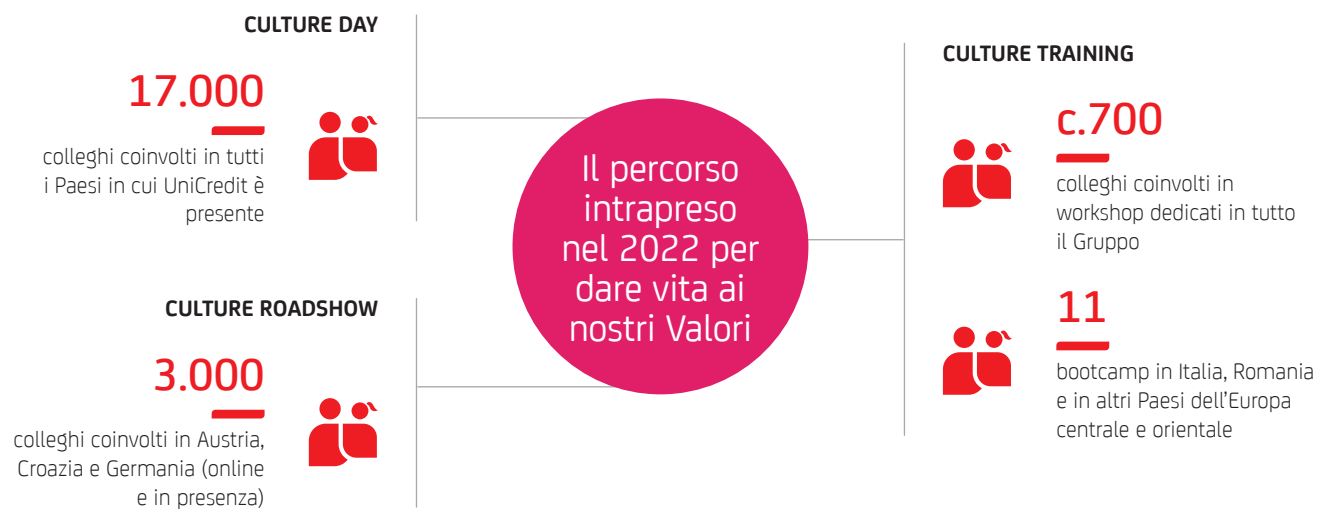 CULTURE DAY
17.000
colleghi coinvolti in tutti
i Paesi in cui UniCredit è
presente
CULTURE ROADSHOW
3.000
colleghi coinvolti in Austria,
Croazia e Germania (online
e in presenza)
Il percorso
intrapreso
nel 2022 per
dare vita ai
nostri Valori
CULTURE TRAINING
c.700
colleghi coinvolti in
workshop dedicati in tutto
il Gruppo
11
bootcamp in Italia, Romania
e in altri Paesi dell'Europa
centrale e orientale